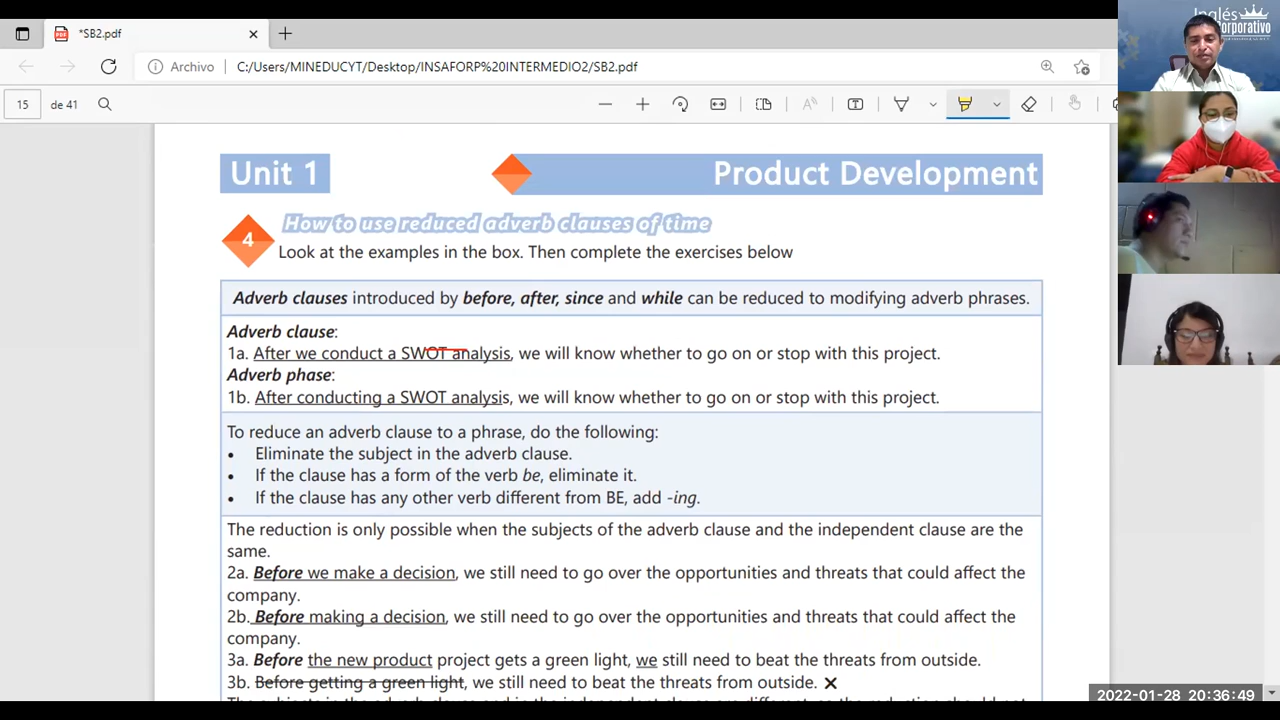 *SB2.pdf
Archivo C:/Users/MINEDUCYT/Desktop/INSAFORP%20INTERMEDIO2/SB2.pdf
15 de 41
Inglés
Corporativo
Unit 1
Product Development
4
How to use reduced adverb clauses of time
Look at the examples in the box. Then complete the exercises below
Adverb clauses introduced by before, after, since and while can be reduced to modifying adverb phrases.
Adverb clause:
1a. After we conduct a SWOT analysis, we will know whether to go on or stop with this project.
Adverb phase:
1b. After conducting a SWOT analysis, we will know whether to go on or stop with this project.
To reduce an adverb clause to a phrase, do the following:
• Eliminate the subject in the adverb clause.
• If the clause has a form of the verb be, eliminate it.
• If the clause has any other verb different from BE, add -ing.
The reduction is only possible when the subjects of the adverb clause and the independent clause are the
same.
2a. Before we make a decision, we still need to go over the opportunities and threats that could affect the
company.
2b. Before making a decision, we still need to go over the opportunities and threats that could affect the
company.
3a. Before the new product project gets a green light, we still need to beat the threats from outside.
3b. Before getting a green light, we still need to beat the threats from outside. ✕
2022-01-28 20:36:49